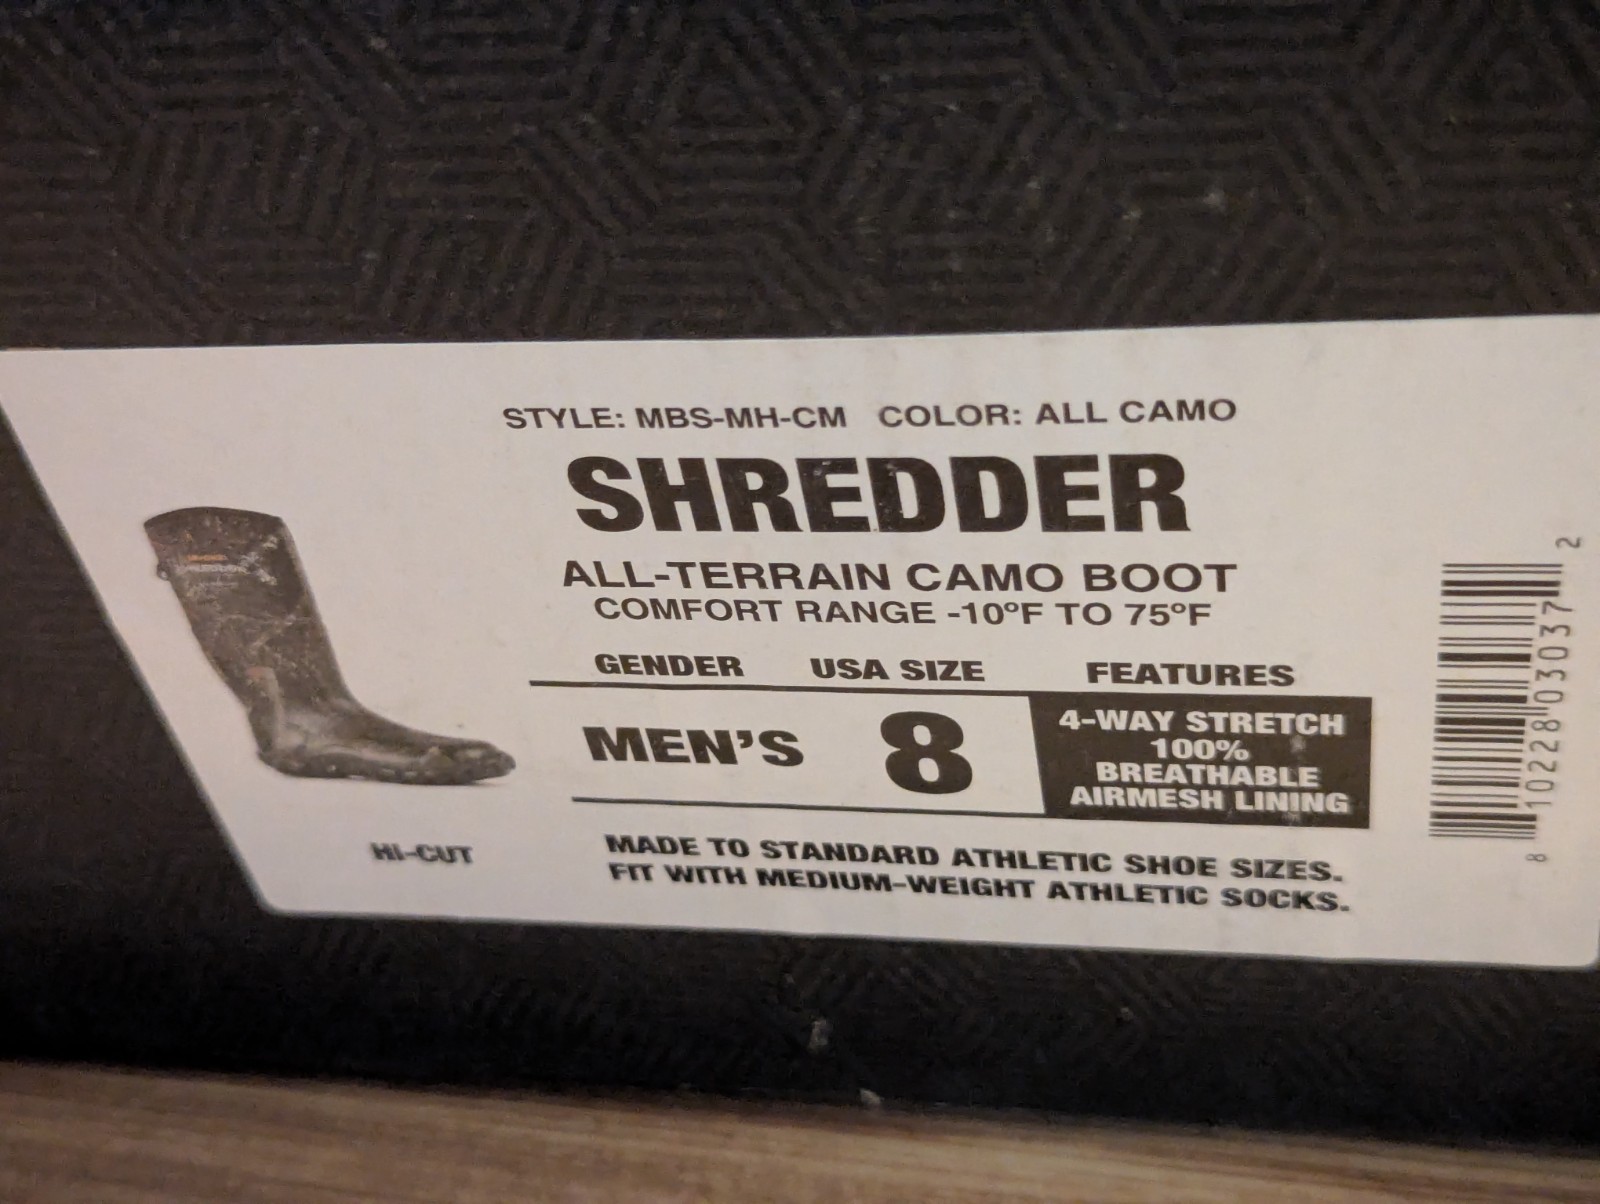 STYLE: MBS-MH-CM COLOR: ALL CAMO
SHREDDER
ALL-TERRAIN CAMO BOOT
COMFORT RANGE -10ºF TO 75ºF
GENDER USA SIZE FEATURES
MEN'S 8
4-WAY STRETCH
100%
BREATHABLE
AIRMESH LINING
HI-CUT
MADE TO STANDARD ATHLETIC SHOE SIZES.
FIT WITH MEDIUM-WEIGHT ATHLETIC SOCKS.
8 10228 03037 2